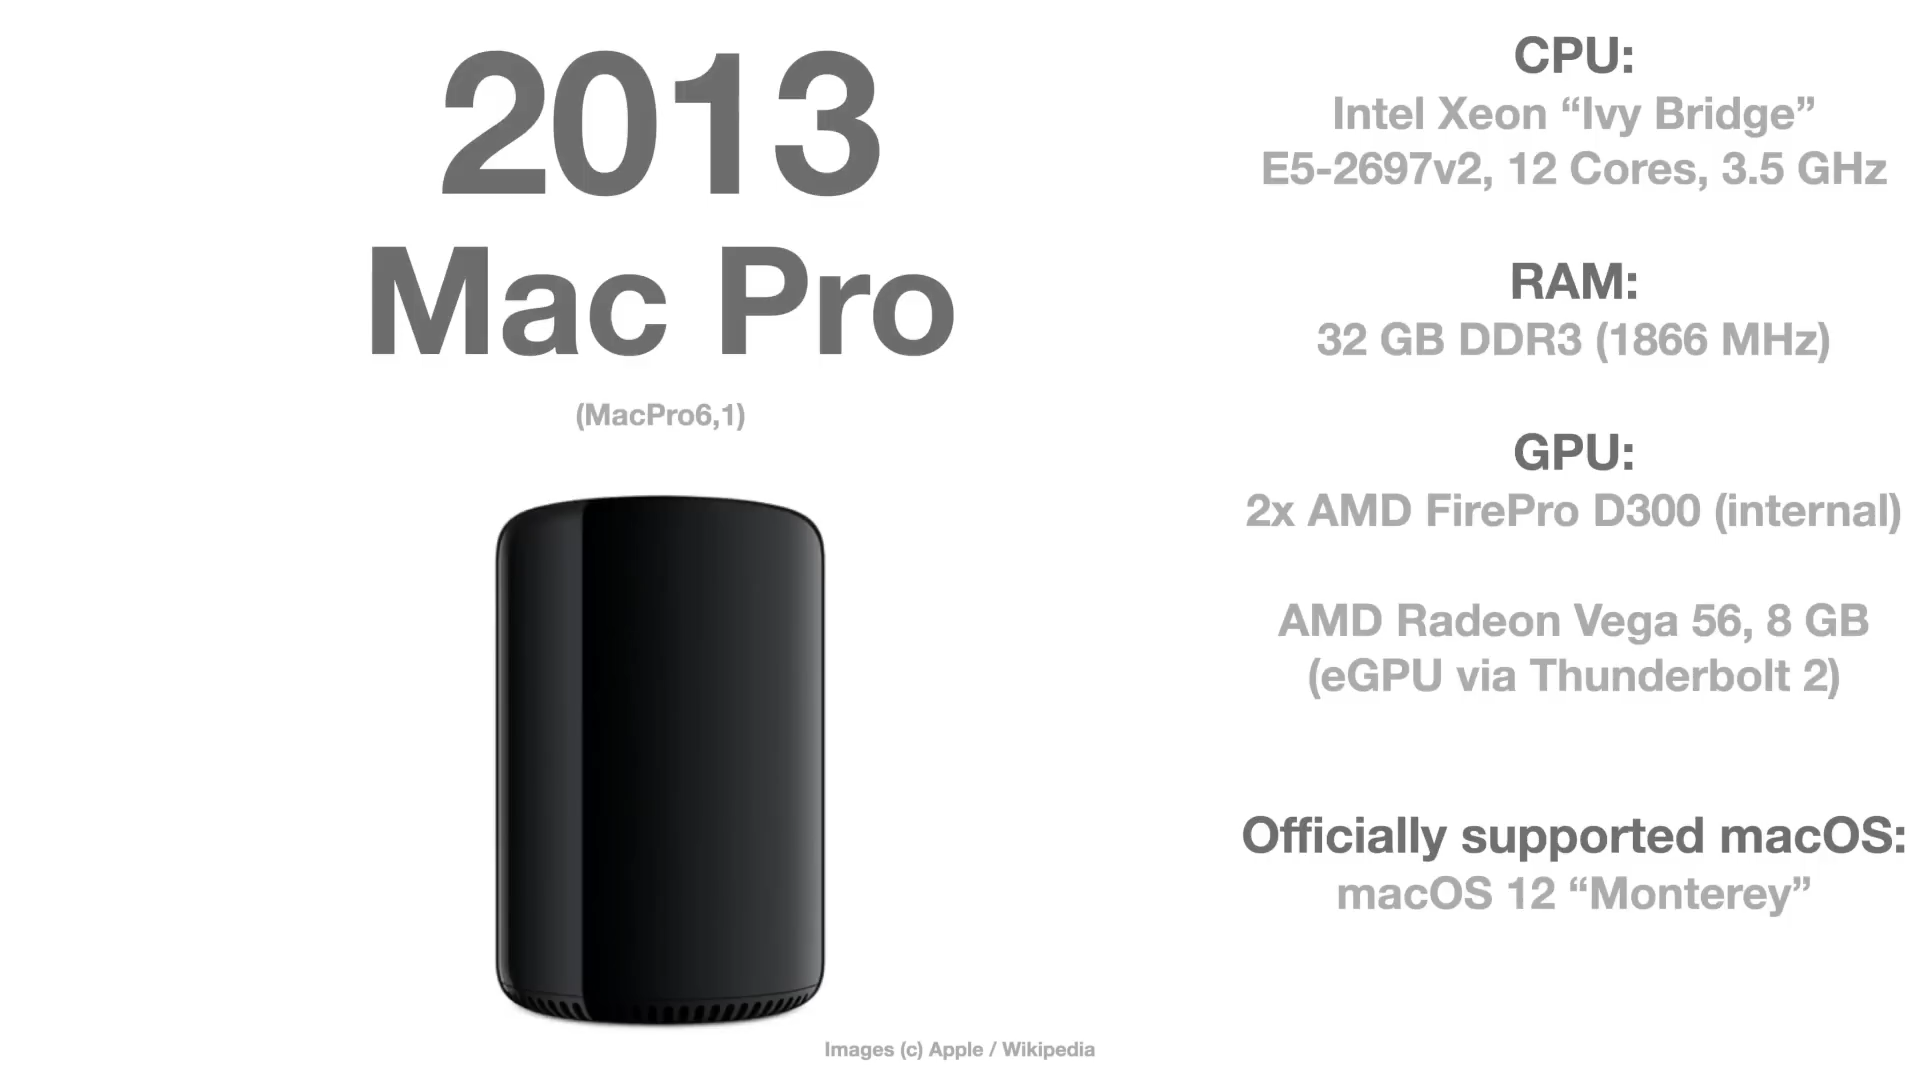 2013
Mac Pro
(MacPro6,1)
CPU:
Intel Xeon “Ivy Bridge”
E5-2697v2, 12 Cores, 3.5 GHz
RAM:
32 GB DDR3 (1866 MHz)
GPU:
2x AMD FirePro D300 (internal)
AMD Radeon Vega 56, 8 GB
(eGPU via Thunderbolt 2)
Officially supported macOS:
macOS 12 “Monterey”
Images (c) Apple / Wikipedia